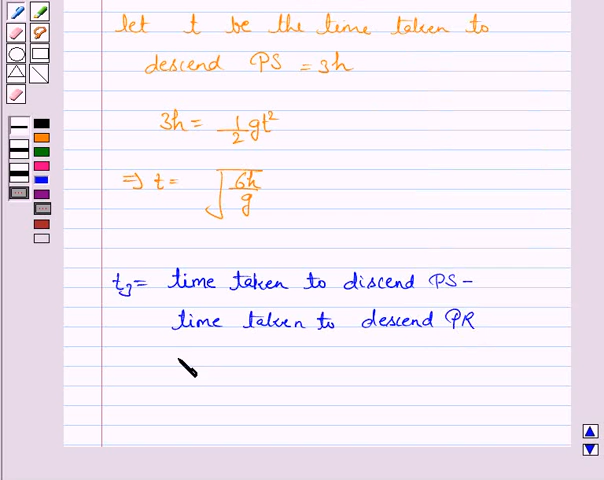 let t be the time taken to
descend PS = 3h
3h = 1/2 gt²
⇒ t = √(6h/g)
t₃ = time taken to discend PS -
time taken to descend PR